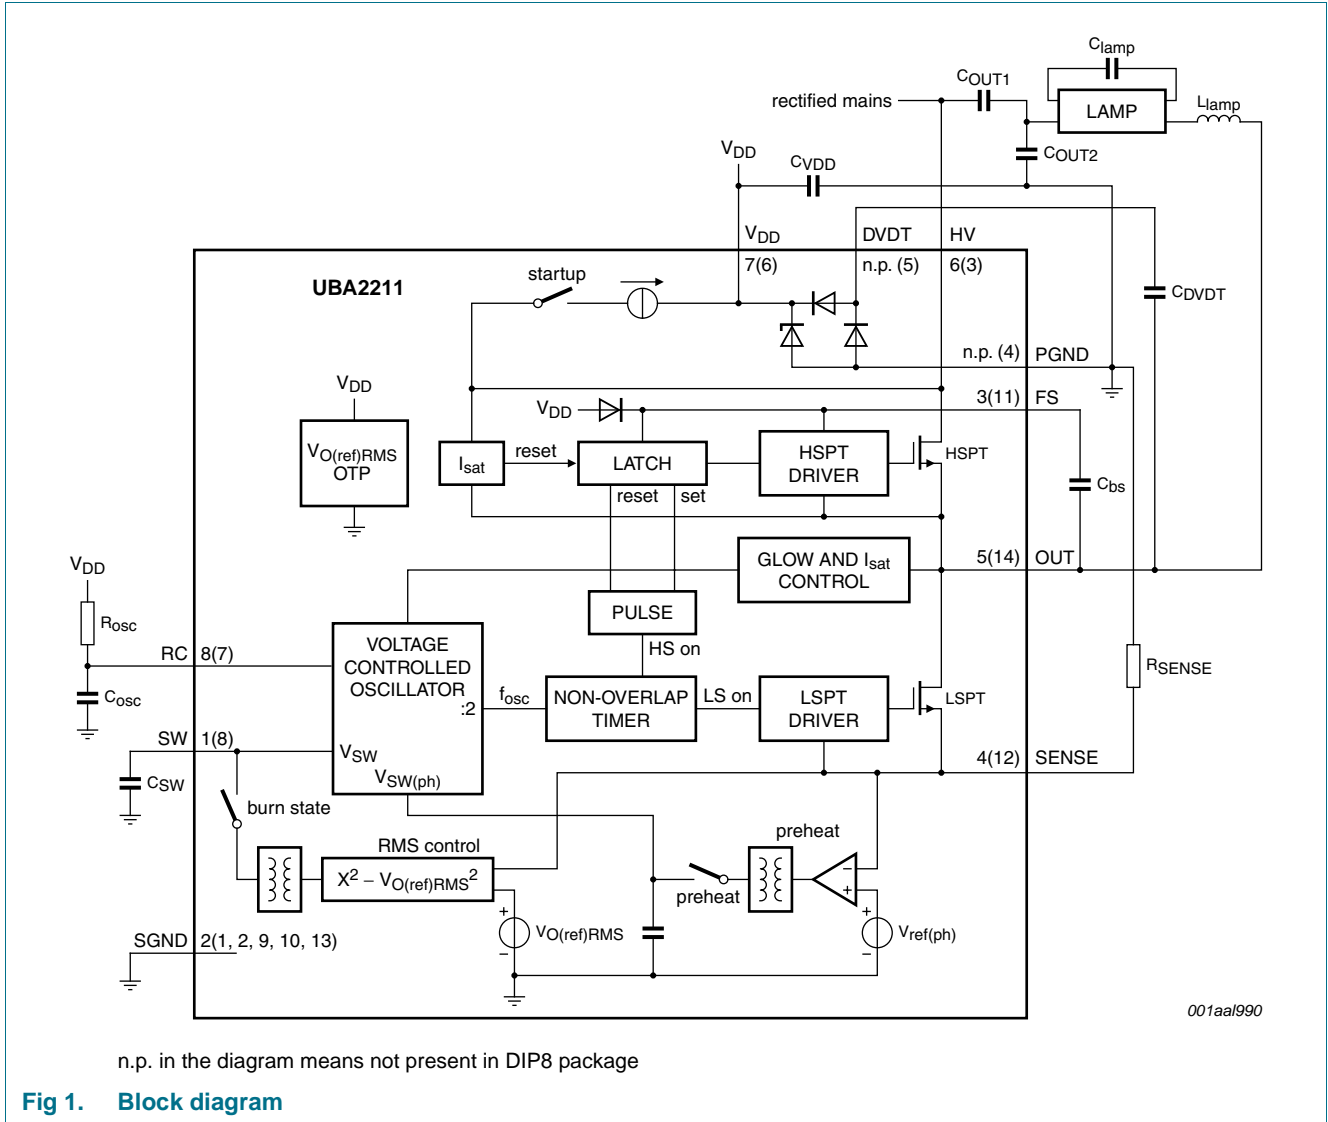 Clamp
COUT1
rectified mains
LAMP
Llamp
COUT2
VDD
CVDD
VDD
DVDT
HV
7(6)
n.p. (5)
6(3)
UBA2211
startup
CDVDT
n.p. (4)
PGND
VDD
3(11)
FS
VDD
VO(ref)RMS
OTP
Isat
reset
LATCH
HSPT
DRIVER
HSPT
reset
set
Cbs
VDD
GLOW AND Isat
CONTROL
5(14)
OUT
Rosc
PULSE
HS on
VOLTAGE
CONTROLLED
OSCILLATOR
:2
RC
8(7)
RSENSE
fosc
NON-OVERLAP
TIMER
LS on
LSPT
DRIVER
LSPT
Cosc
SW
1(8)
VSW
4(12)
SENSE
CSW
VSW(ph)
burn state
preheat
RMS control
X2 – VO(ref)RMS2
preheat
–
+
+
VO(ref)RMS
–
+
Vref(ph)
–
SGND
2(1, 2, 9, 10, 13)
001aal990
n.p. in the diagram means not present in DIP8 package
Fig 1. Block diagram